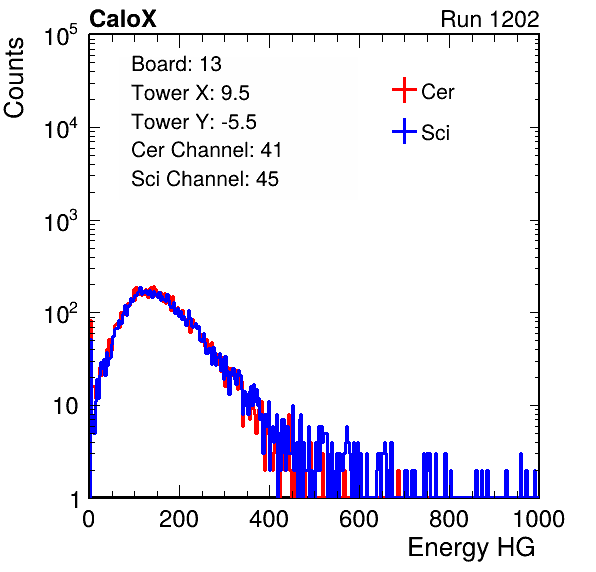 CaloX Run 1202
Counts
Board: 13
Tower X: 9.5
Tower Y: -5.5
Cer Channel: 41
Sci Channel: 45
Cer
Sci
10^5
10^4
10^3
10^2
10
1
0 200 400 600 800 1000
Energy HG